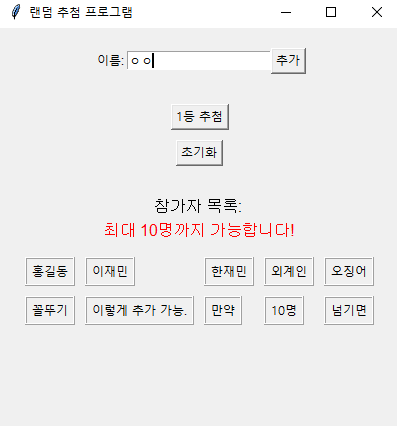 랜덤 추첨 프로그램
이름: ㅇㅇ 추가
1등 추첨
초기화
참가자 목록:
최대 10명까지 가능합니다!
홍길동 이재민 한재민 외계인 오징어
꼴뚜기 이렇게 추가 가능. 만약 10명 넘기면